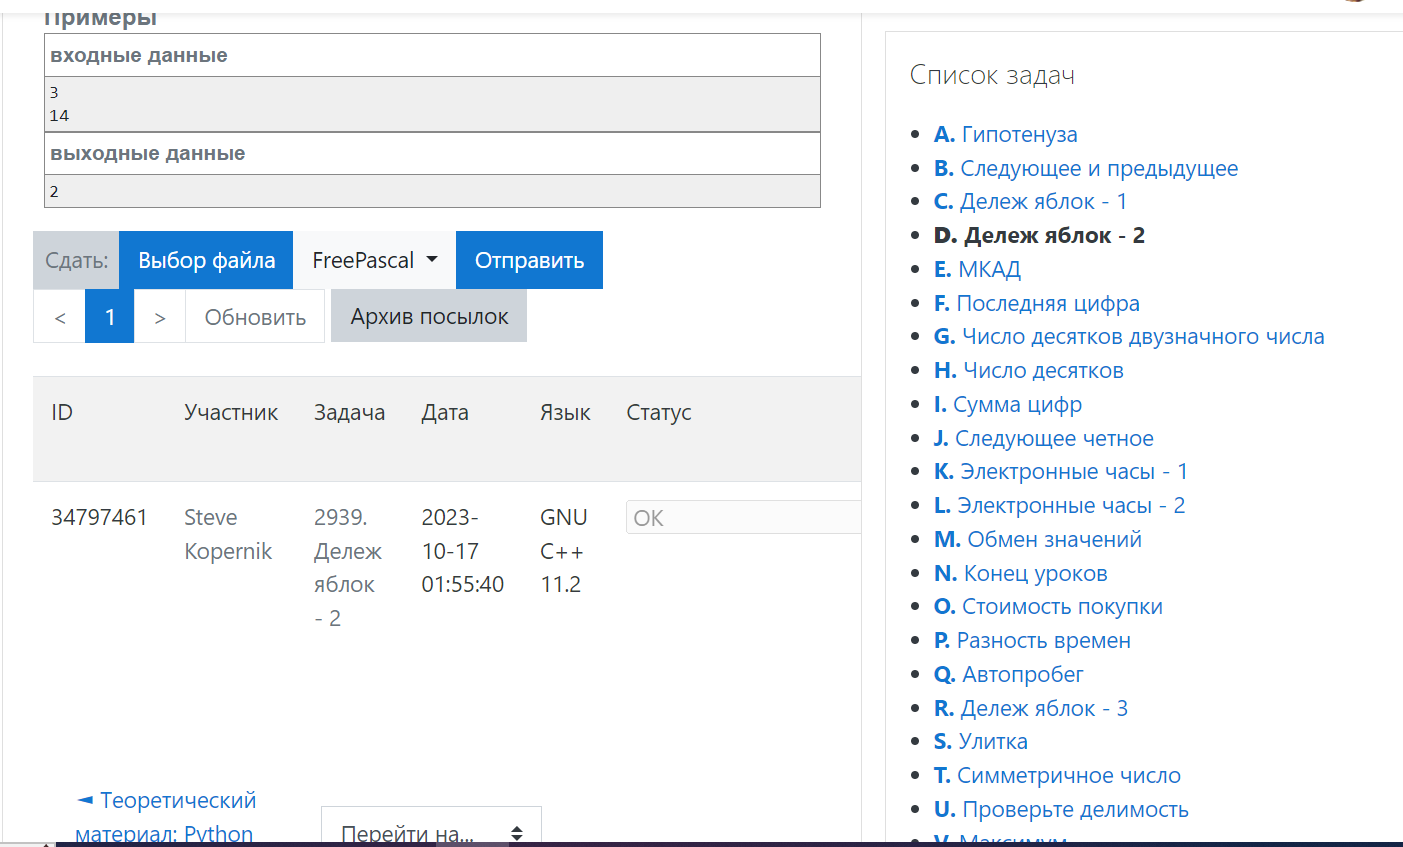 Примеры
входные данные
3
14
выходные данные
2
Сдать: Выбор файла FreePascal Отправить
< 1 > Обновить Архив посылок
ID Участник Задача Дата Язык Статус
34797461 Steve Kopernik 2939. Дележ яблок - 2 2023-10-17 01:55:40 GNU C++ 11.2 OK
◄ Теоретический
материал: Python
Перейти на...
Список задач
A. Гипотенуза
B. Следующее и предыдущее
C. Дележ яблок - 1
D. Дележ яблок - 2
E. МКАД
F. Последняя цифра
G. Число десятков двузначного числа
H. Число десятков
I. Сумма цифр
J. Следующее четное
K. Электронные часы - 1
L. Электронные часы - 2
M. Обмен значений
N. Конец уроков
O. Стоимость покупки
P. Разность времен
Q. Автопробег
R. Дележ яблок - 3
S. Улитка
T. Симметричное число
U. Проверьте делимость
V. Максимум